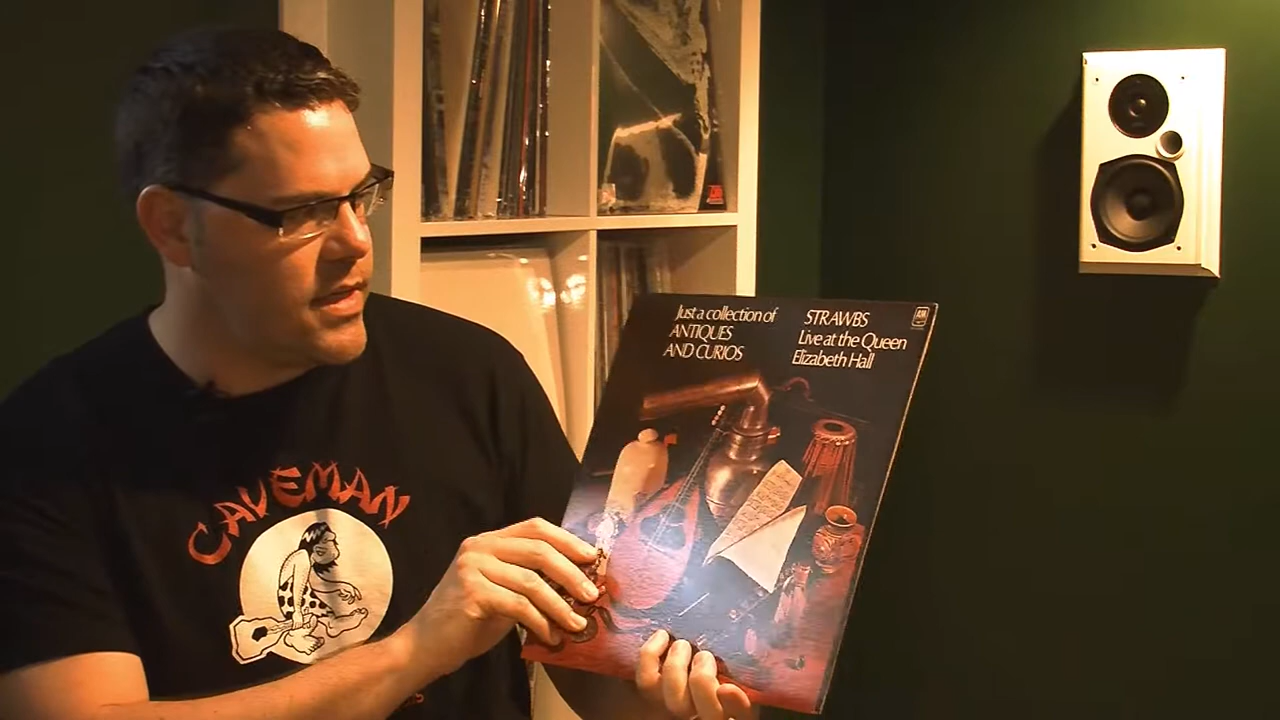 CAVEMAN
Just a collection of
ANTIQUES
AND CURIOS
STRAWBS
Live at the Queen
Elizabeth Hall